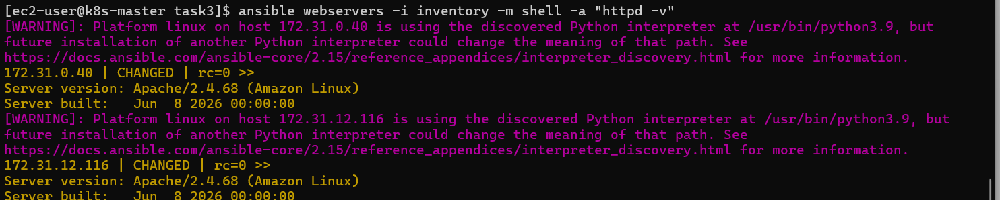 [ec2-user@k8s-master task3]$ ansible webservers -i inventory -m shell -a "httpd -v"
[WARNING]: Platform linux on host 172.31.0.40 is using the discovered Python interpreter at /usr/bin/python3.9, but
future installation of another Python interpreter could change the meaning of that path. See
https://docs.ansible.com/ansible-core/2.15/reference_appendices/interpreter_discovery.html for more information.
172.31.0.40 | CHANGED | rc=0 >>
Server version: Apache/2.4.68 (Amazon Linux)
Server built:   Jun  8 2026 00:00:00
[WARNING]: Platform linux on host 172.31.12.116 is using the discovered Python interpreter at /usr/bin/python3.9, but
future installation of another Python interpreter could change the meaning of that path. See
https://docs.ansible.com/ansible-core/2.15/reference_appendices/interpreter_discovery.html for more information.
172.31.12.116 | CHANGED | rc=0 >>
Server version: Apache/2.4.68 (Amazon Linux)
Server built:   Jun  8 2026 00:00:00